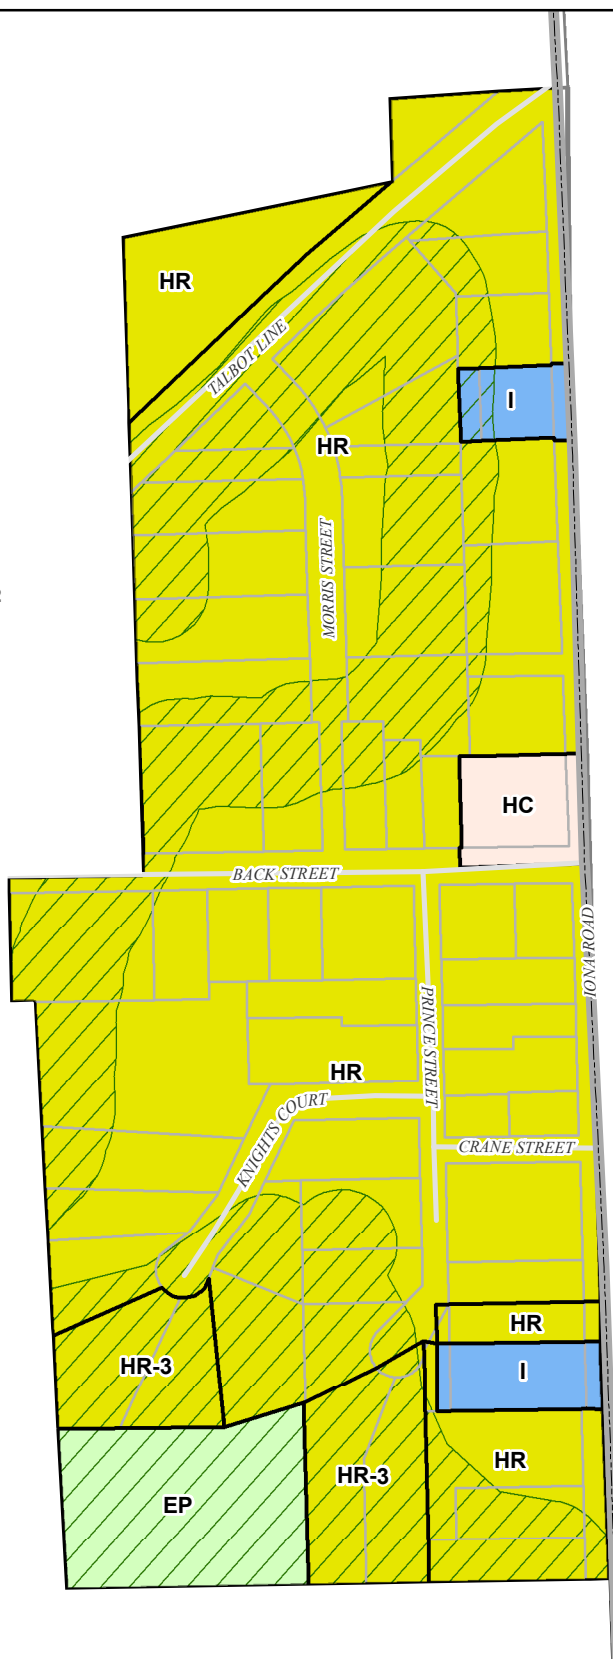 HR
TALBOT LINE
I
HR
MORRIS STREET
HC
BACK STREET
IONA ROAD
PRINCE STREET
HR
KNIGHTS COURT
CRANE STREET
HR
HR-3
I
HR
HR-3
EP